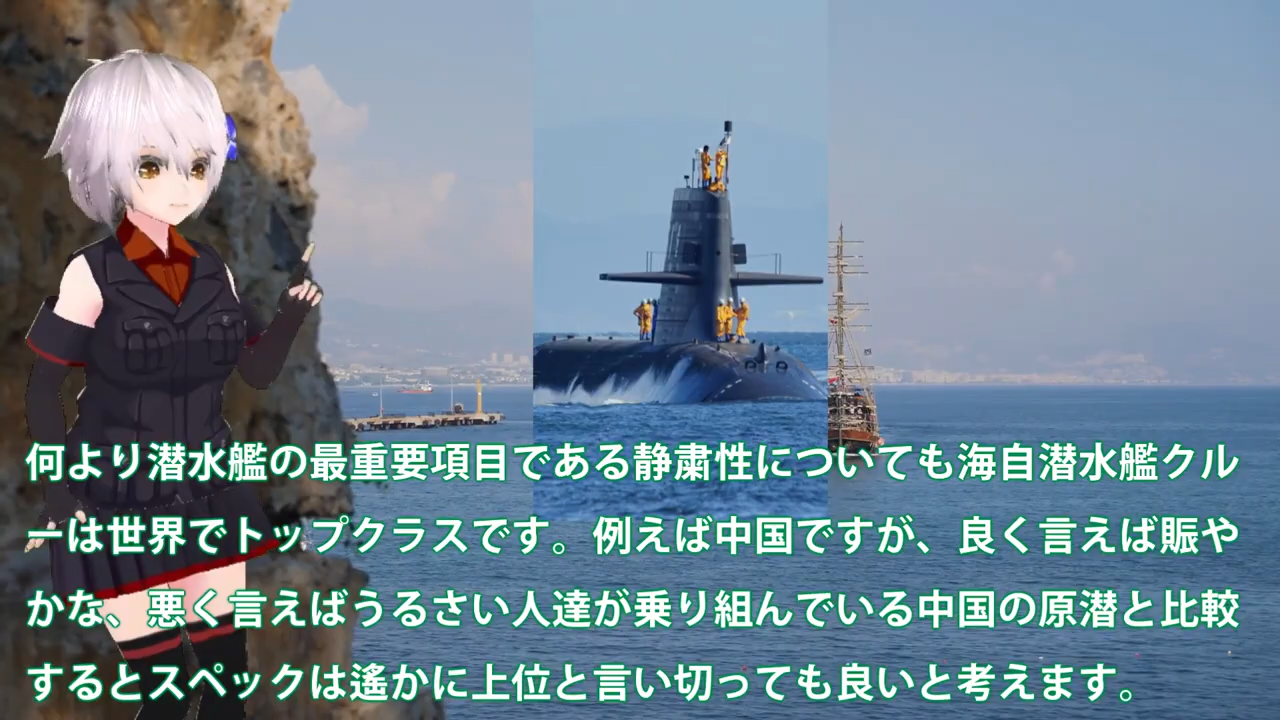 何より潜水艦の最重要項目である静粛性についても海自潜水艦クル
ーは世界でトップクラスです。例えば中国ですが、良く言えば賑や
かな、悪く言えばうるさい人達が乗り組んでいる中国の原潜と比較
するとスペックは遙かに上位と言い切っても良いと考えます。